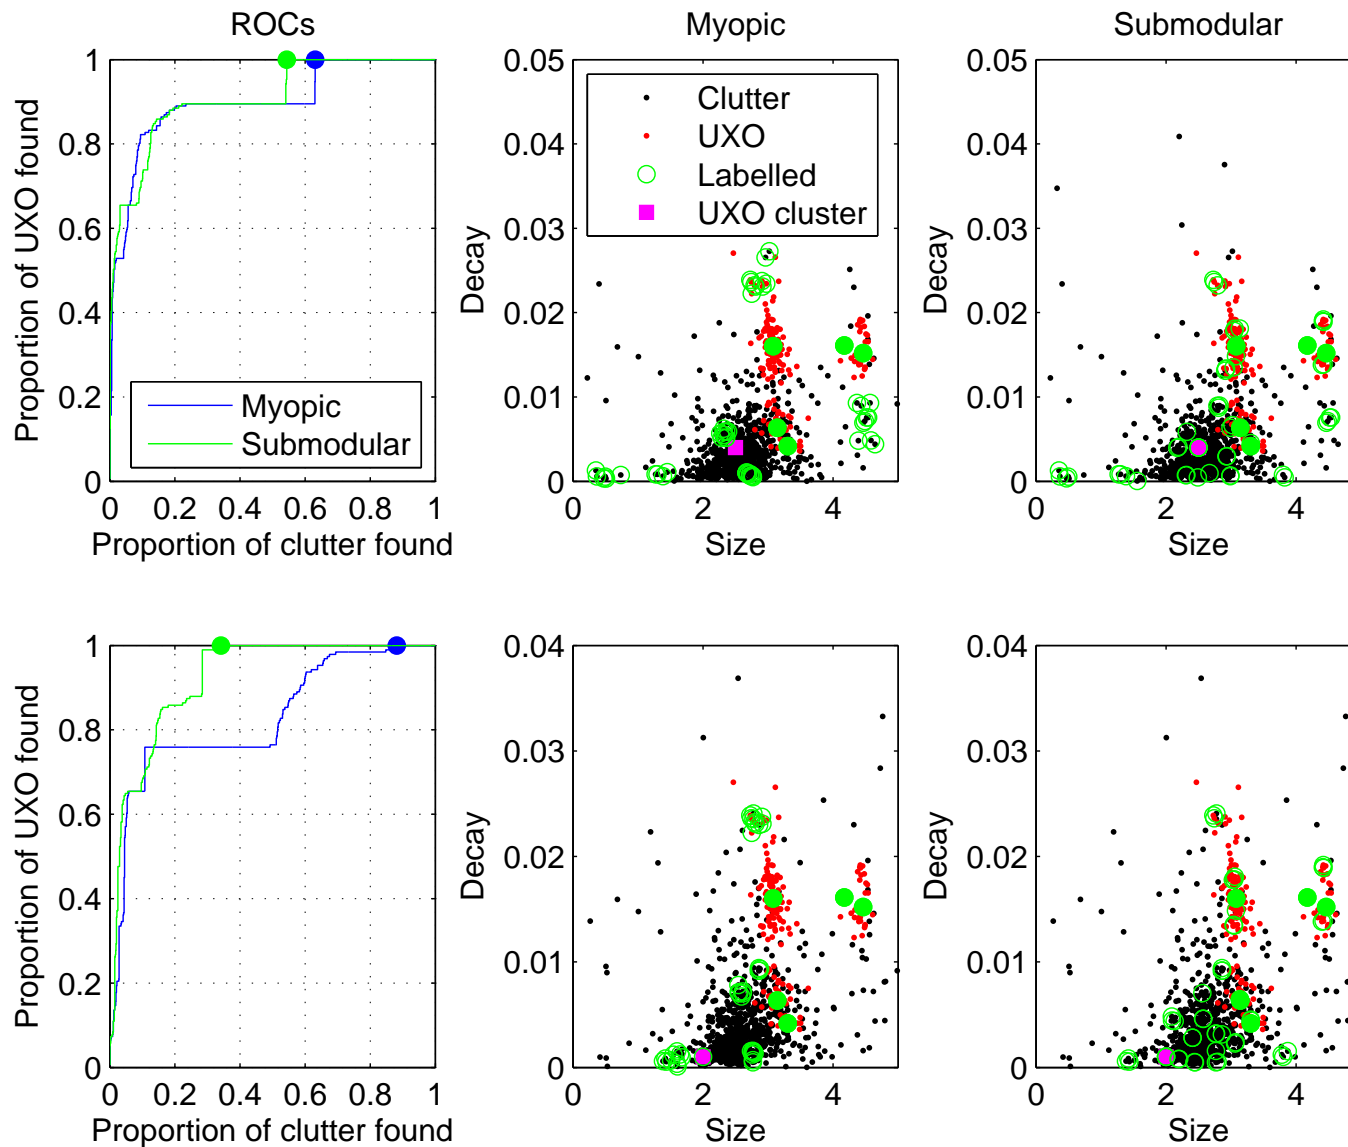 ROCs
Myopic
Submodular
1
0.8
0.6
0.4
0.2
0
Proportion of UXO found
Myopic
Submodular
0 0.2 0.4 0.6 0.8 1
Proportion of clutter found
0.05
0.04
0.03
0.02
0.01
0
Decay
Clutter
UXO
Labelled
UXO cluster
0 2 4
Size
0.05
0.04
0.03
0.02
0.01
0
Decay
0 2 4
Size
1
0.8
0.6
0.4
0.2
0
Proportion of UXO found
0 0.2 0.4 0.6 0.8 1
Proportion of clutter found
0.04
0.03
0.02
0.01
0
Decay
0 2 4
Size
0.04
0.03
0.02
0.01
0
Decay
0 2 4
Size